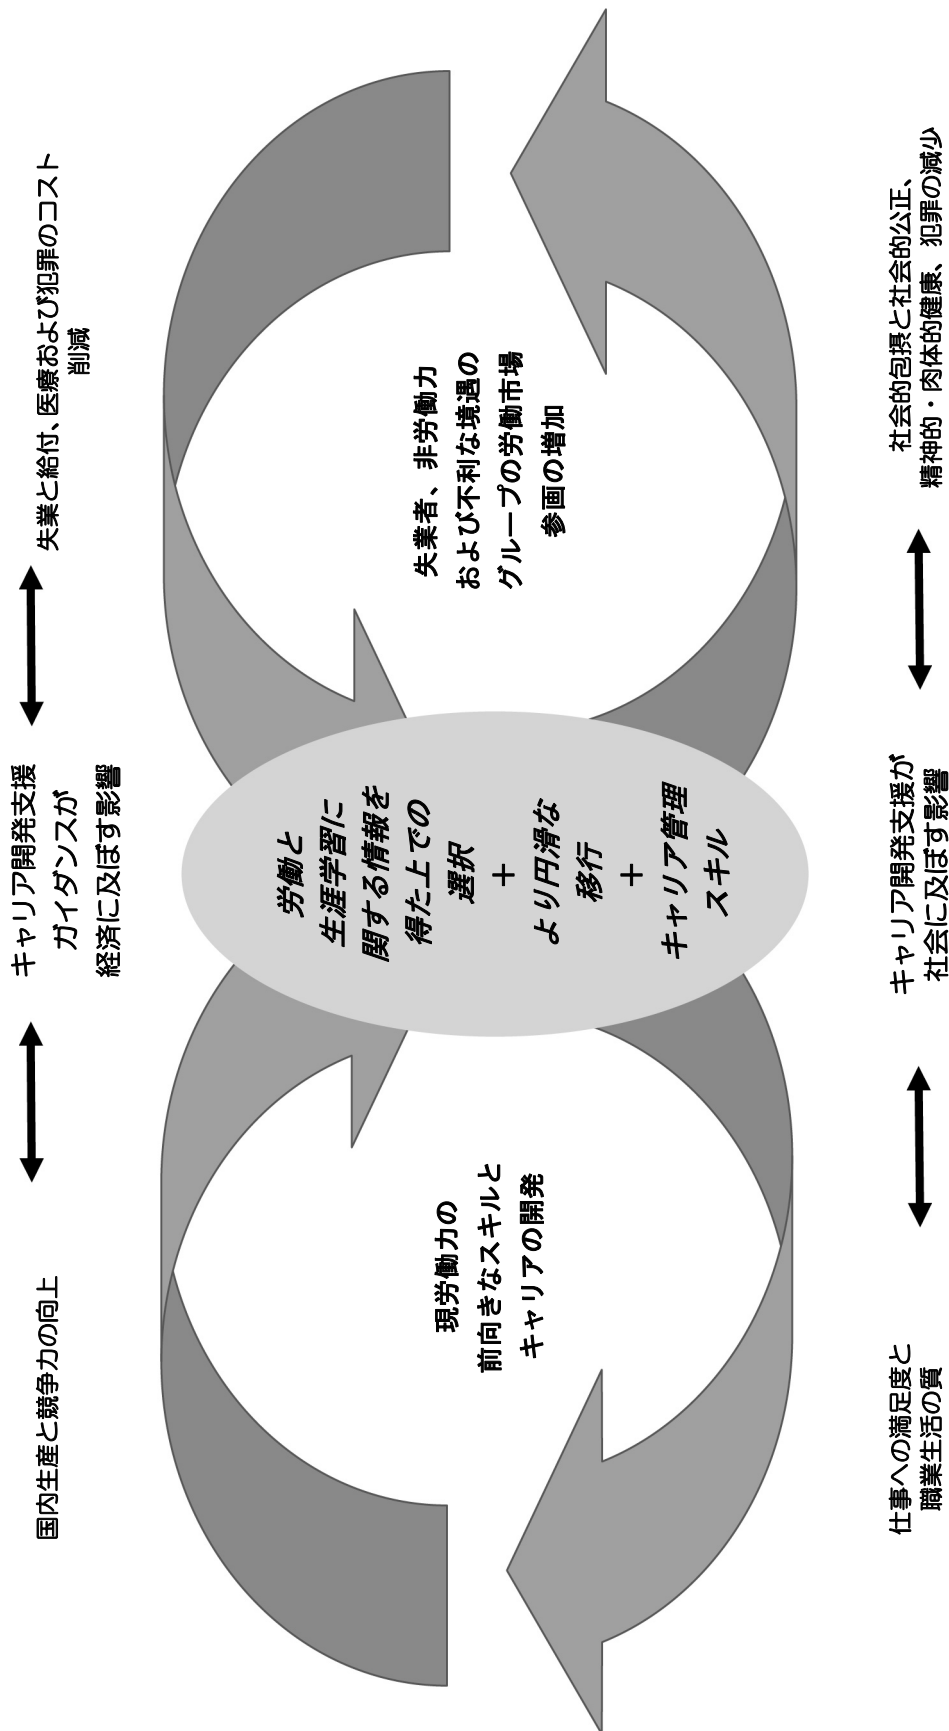 国内生産と競争力の向上
キャリア開発支援
ガイダンスが
経済に及ぼす影響
失業と給付、医療および犯罪のコスト
削減
現労働力の
前向きなスキルと
キャリアの開発
労働と
生涯学習に
関する情報を
得た上での
選択
+
より円滑な
移行
+
キャリア管理
スキル
失業者、非労働力
および不利な境遇の
グループの労働市場
参画の増加
仕事への満足度と
職業生活の質
キャリア開発支援が
社会に及ぼす影響
社会的包摂と社会的公正、
精神的・肉体的健康、犯罪の減少